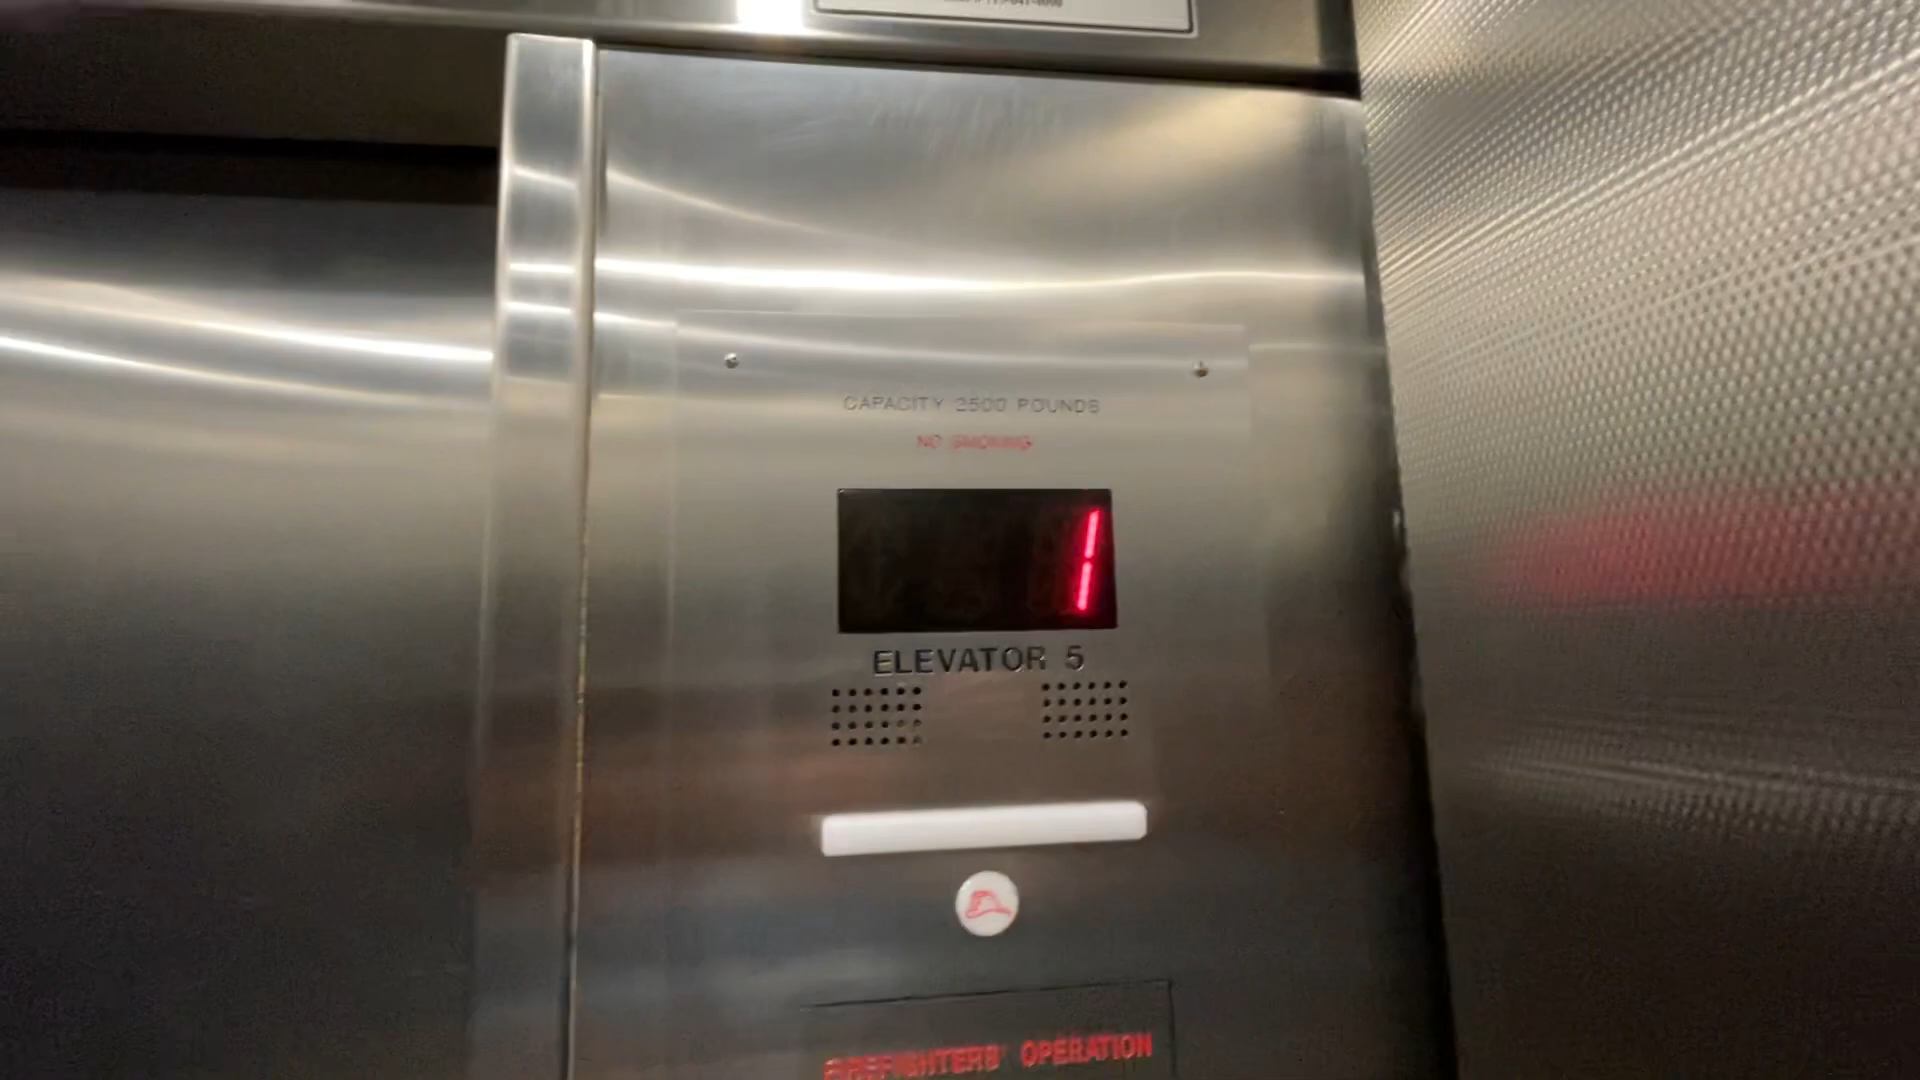 CAPACITY 2500 POUNDS
NO SMOKING
1
ELEVATOR 5
FIREFIGHTERS' OPERATION